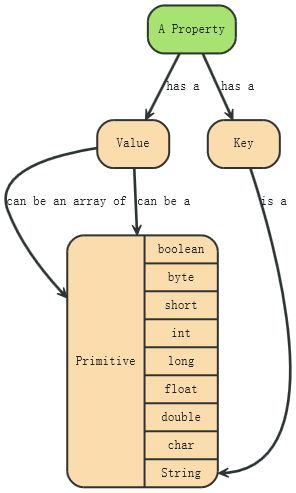 A Property
has a
has a
Value
Key
can be an array of
can be a
is a
Primitive
boolean
byte
short
int
long
float
double
char
String